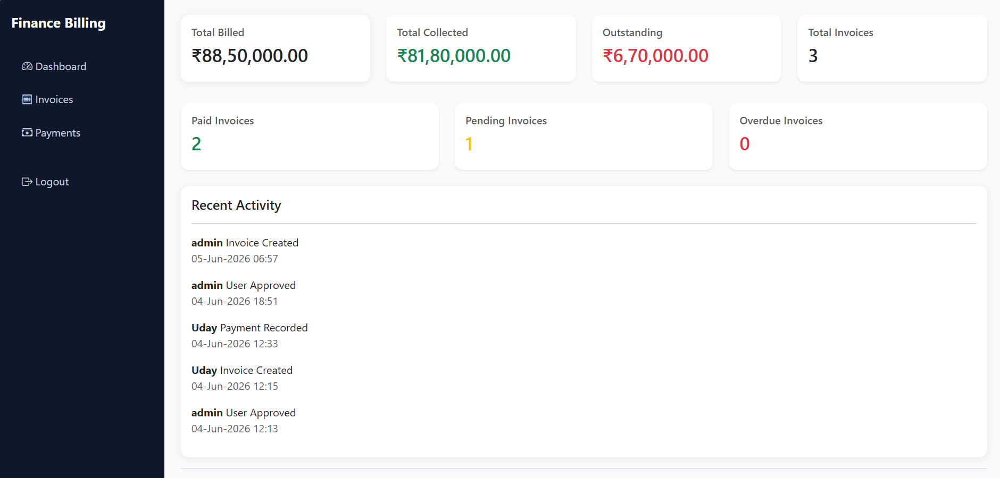 Finance Billing
Dashboard
Invoices
Payments
Logout
Total Billed
₹88,50,000.00
Total Collected
₹81,80,000.00
Outstanding
₹6,70,000.00
Total Invoices
3
Paid Invoices
2
Pending Invoices
1
Overdue Invoices
0
Recent Activity
admin Invoice Created
05-Jun-2026 06:57
admin User Approved
04-Jun-2026 18:51
Uday Payment Recorded
04-Jun-2026 12:33
Uday Invoice Created
04-Jun-2026 12:15
admin User Approved
04-Jun-2026 12:13